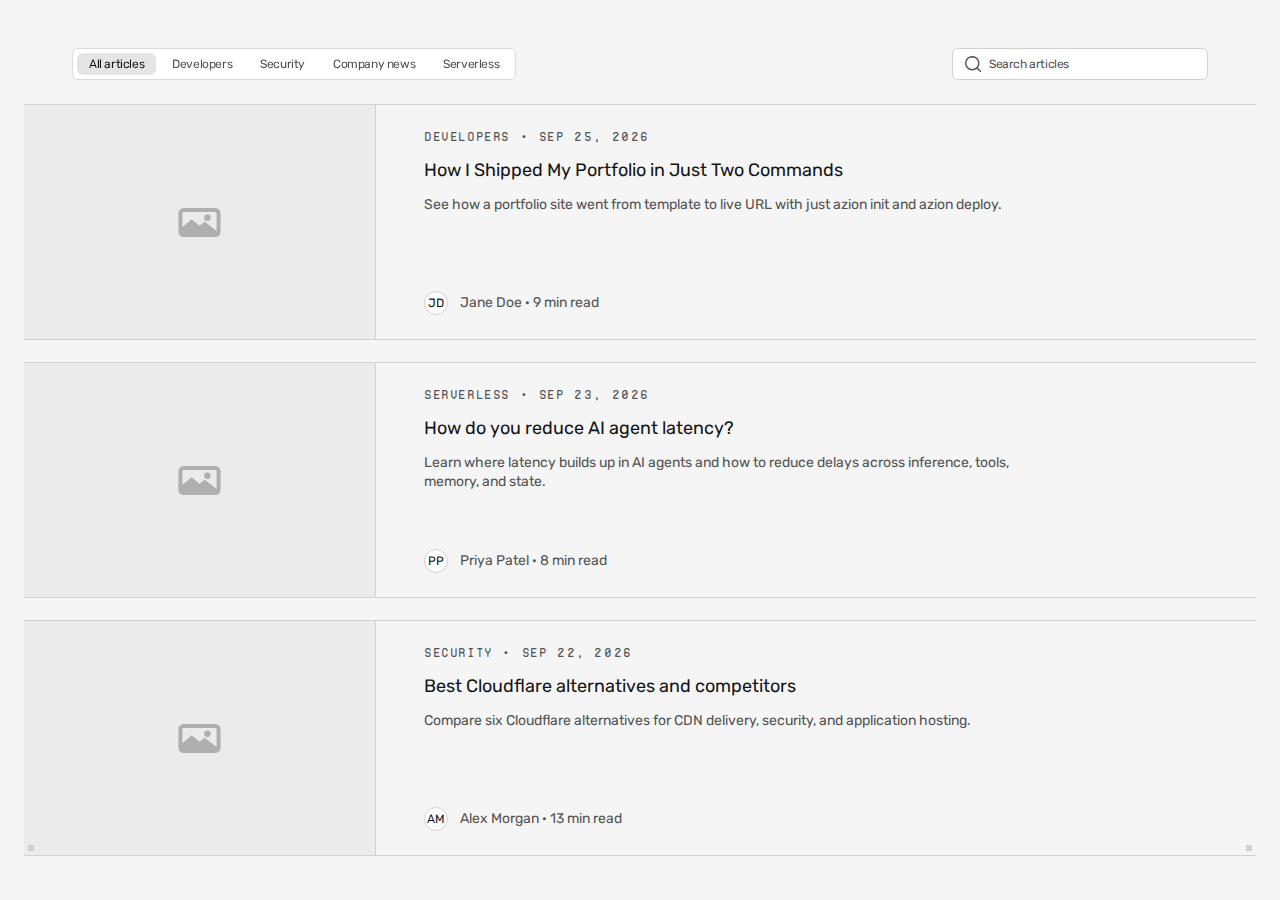 All articles Developers Security Company news Serverless Search articles
DEVELOPERS • SEP 25, 2026
How I Shipped My Portfolio in Just Two Commands
See how a portfolio site went from template to live URL with just azion init and azion deploy.
JD Jane Doe • 9 min read
SERVERLESS • SEP 23, 2026
How do you reduce AI agent latency?
Learn where latency builds up in AI agents and how to reduce delays across inference, tools,
memory, and state.
PP Priya Patel • 8 min read
SECURITY • SEP 22, 2026
Best Cloudflare alternatives and competitors
Compare six Cloudflare alternatives for CDN delivery, security, and application hosting.
AM Alex Morgan • 13 min read